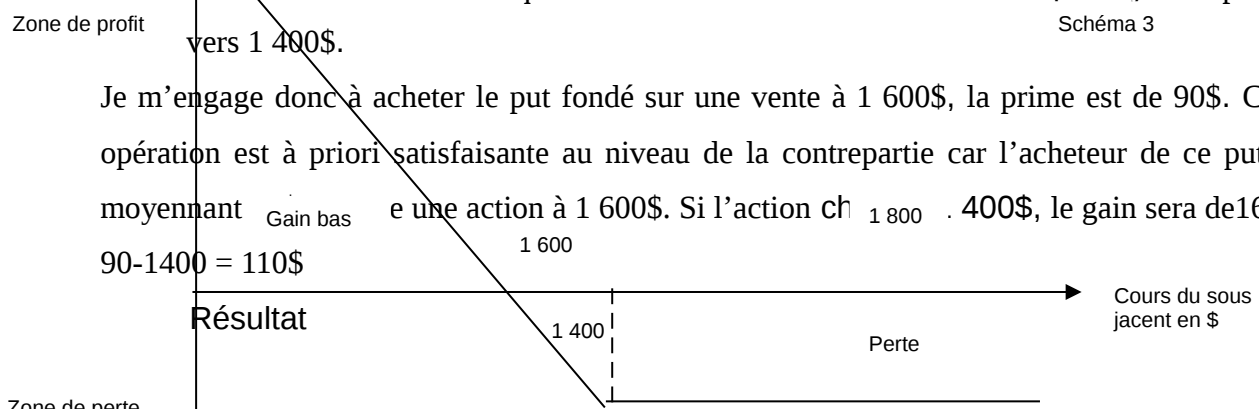 Zone de profit
Schéma 3
vers 1 400$.
Je m’engage donc à acheter le put fondé sur une vente à 1 600$, la prime est de 90$.
opération est à priori satisfaisante au niveau de la contrepartie car l’acheteur de ce put
moyennant Gain bas e une action à 1 600$. Si l’action ch 1 800 . 400$, le gain sera de16
1 600
90-1400 = 110$
Résultat
Cours du sous
jacent en $
1 400
Perte
Zone de perte